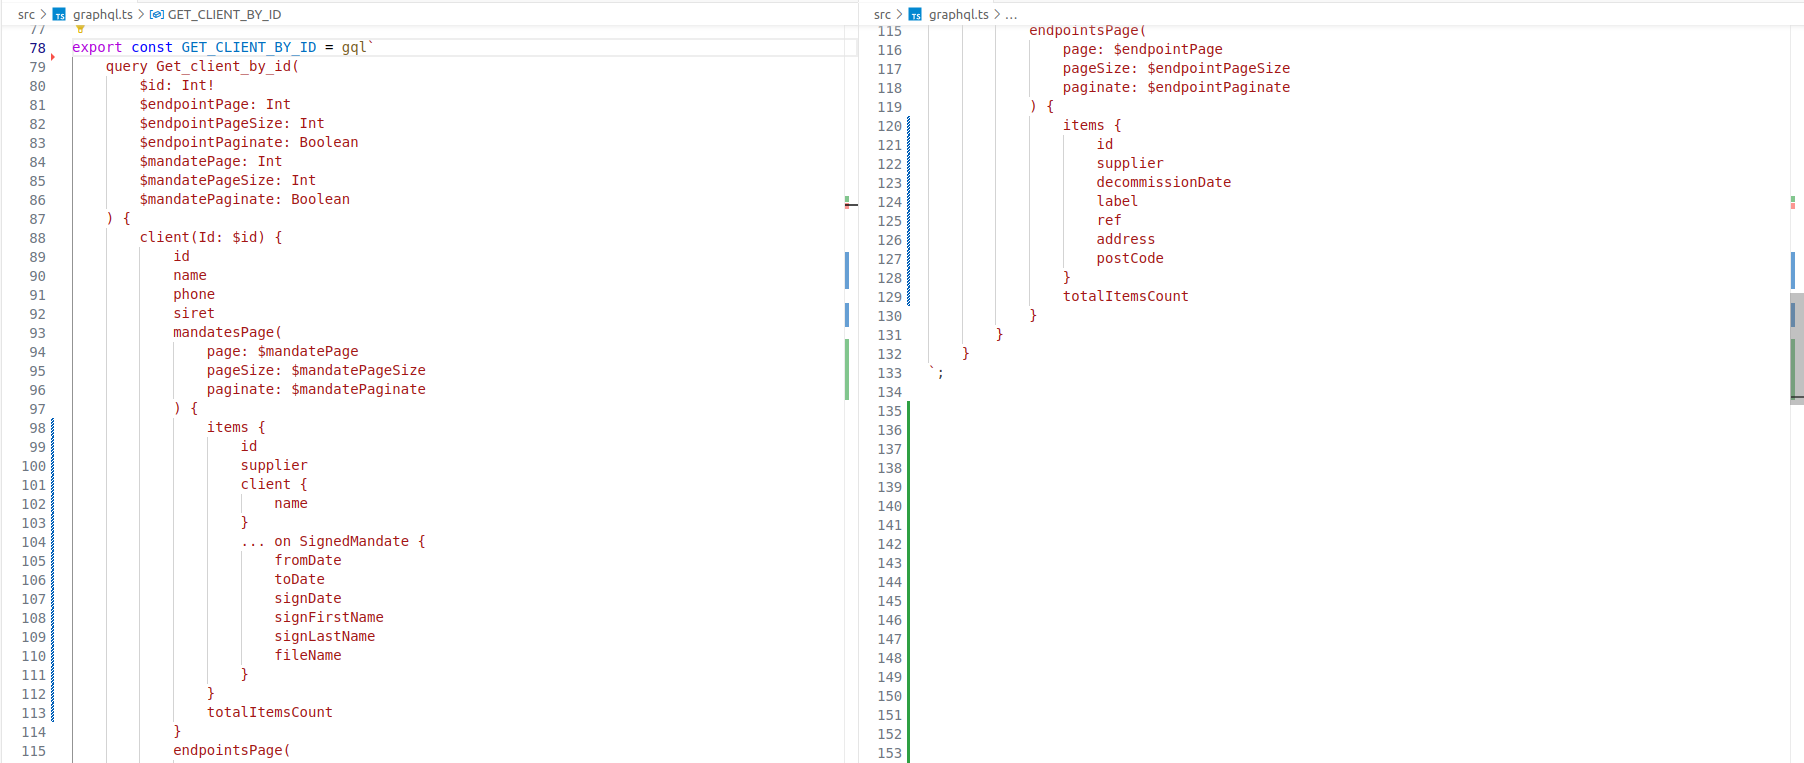 src > TS graphql.ts > GET_CLIENT_BY_ID
77
78 export const GET_CLIENT_BY_ID = gql`
79 query Get_client_by_id(
80 $id: Int!
81 $endpointPage: Int
82 $endpointPageSize: Int
83 $endpointPaginate: Boolean
84 $mandatePage: Int
85 $mandatePageSize: Int
86 $mandatePaginate: Boolean
87 ) {
88 client(Id: $id) {
89 id
90 name
91 phone
92 siret
93 mandatesPage(
94 page: $mandatePage
95 pageSize: $mandatePageSize
96 paginate: $mandatePaginate
97 ) {
98 items {
99 id
100 supplier
101 client {
102 name
103 }
104 ... on SignedMandate {
105 fromDate
106 toDate
107 signDate
108 signFirstName
109 signLastName
110 fileName
111 }
112 }
113 totalItemsCount
114 }
115 endpointsPage(
src > TS graphql.ts > ...
115 endpointsPage(
116 page: $endpointPage
117 pageSize: $endpointPageSize
118 paginate: $endpointPaginate
119 ) {
120 items {
121 id
122 supplier
123 decommissionDate
124 label
125 ref
126 address
127 postCode
128 }
129 totalItemsCount
130 }
131 }
132 }
133 `;
134
135
136
137
138
139
140
141
142
143
144
145
146
147
148
149
150
151
152
153